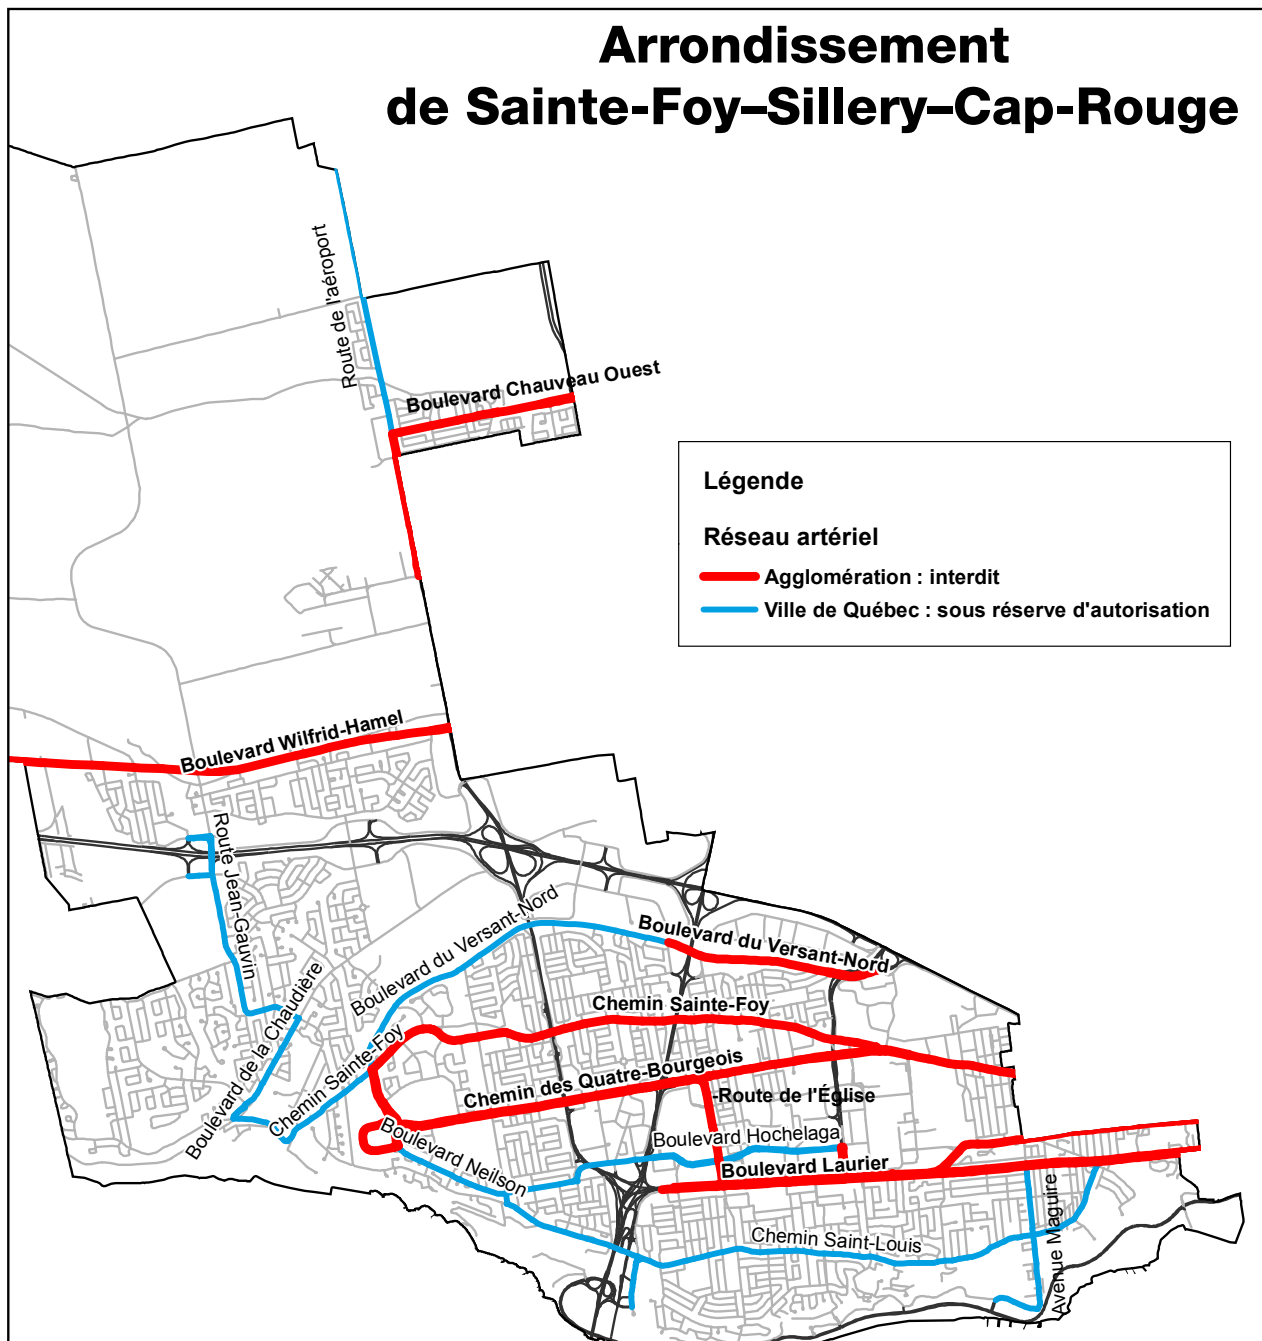 Arrondissement
de Sainte-Foy–Sillery–Cap-Rouge
Route de l'aéroport
Boulevard Chauveau Ouest
Légende
Réseau artériel
Agglomération : interdit
Ville de Québec : sous réserve d'autorisation
Boulevard Wilfrid-Hamel
Route Jean-Gauvin
Boulevard du Versant-Nord
Boulevard du Versant-Nord
Boulevard de la Chaudière
Chemin Sainte-Foy
Chemin Sainte-Foy
Chemin des Quatre-Bourgeois
-Route de l'Église
Boulevard Neilson
Boulevard Hochelaga
Boulevard Laurier
Chemin Saint-Louis
Avenue Maguire